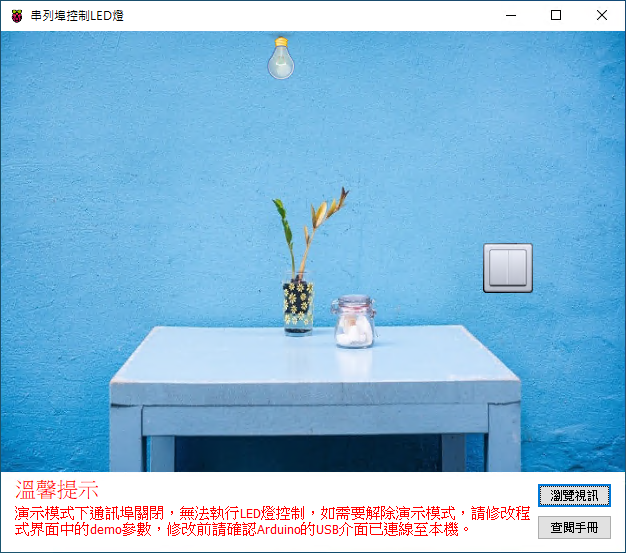 串列埠控制LED燈
溫馨提示
演示模式下通訊埠關閉，無法執行LED燈控制，如需要解除演示模式，請修改程
式界面中的demo參數，修改前請確認Arduino的USB介面已連線至本機。
瀏覽視訊
查閱手冊